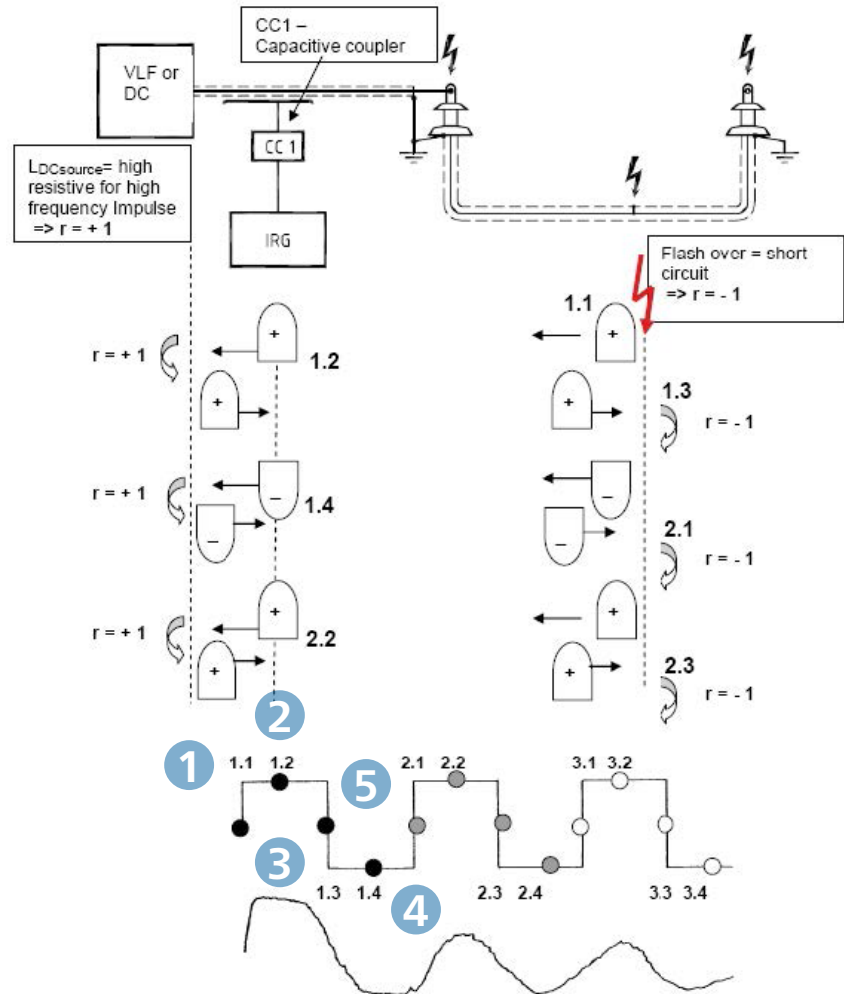 CC1 –
Capacitive coupler
VLF or
DC
CC 1
IRG
LDCsource= high
resistive for high
frequency Impulse
=> r = + 1
Flash over = short
circuit
=> r = - 1
1.1
+
+
r = + 1
1.2
+
+
1.3
r = - 1
–
–
r = + 1
1.4
–
–
2.1
r = - 1
+
+
r = + 1
2.2
+
+
2.3
r = - 1
2
1
1.1 1.2
5
2.1 2.2
3.1 3.2
3
1.3 1.4
4
2.3 2.4
3.3 3.4